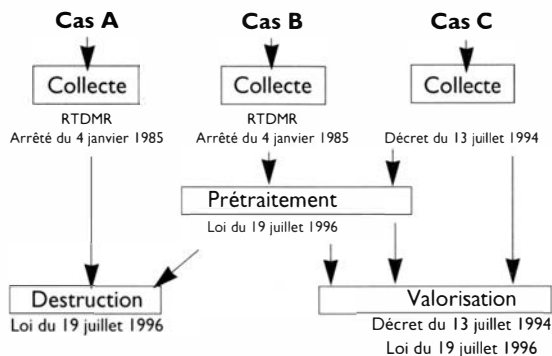 Cas A Cas B Cas C
Collecte Collecte Collecte
RTDMR RTDMR
Arrêté du 4 janvier 1985 Arrêté du 4 janvier 1985 Décret du 13 juillet 1994
Prétraitement
Loi du 19 juillet 1996
Destruction Valorisation
Loi du 19 juillet 1996 Décret du 13 juillet 1994
Loi du 19 juillet 1996